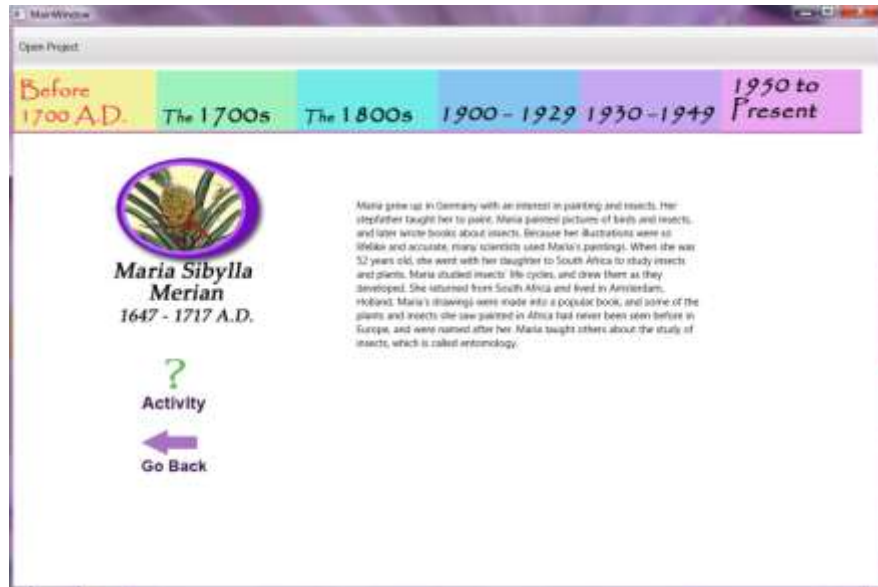 MainWindow
Open Project
Before
1700 A.D.
The 1700s
The 1800s
1900 - 1929
1930 - 1949
1950 to
Present
Maria Sibylla
Merian
1647 - 1717 A.D.
Activity
Go Back
Maria grew up in Germany with an interest in painting and insects. Her
stepfather taught her to paint. Maria painted pictures of birds and insects,
and later wrote books about insects. Because her illustrations were so
lifelike and accurate, many scientists used Maria's paintings. When she was
52 years old, she went with her daughter to South Africa to study insects
and plants. Maria studied insects' life cycles, and drew them as they
developed. She returned from South Africa and lived in Amsterdam,
Holland. Maria's drawings were made into a popular book, and some of the
plants and insects she saw painted in Africa had never been seen before in
Europe, and were named after her. Maria taught others about the study of
insects, which is called entomology.